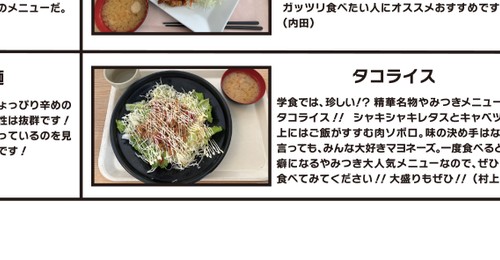 のメニューだ。
ガッツリ食べたい人にオススメおすすめです
（内田）
麺
ょっぴり辛めの
性は抜群です！
っているのを見
です！
タコライス
学食では、珍しい!? 精華名物やみつきメニュー
タコライス!! シャキシャキレタスとキャベツ
上にはご飯がすすむ肉ソボロ。味の決め手はな
言っても、みんな大好きマヨネーズ。一度食べると
癖になるやみつき大人気メニューなので、ぜひ
食べてみてください!! 大盛りもぜひ!!（村上